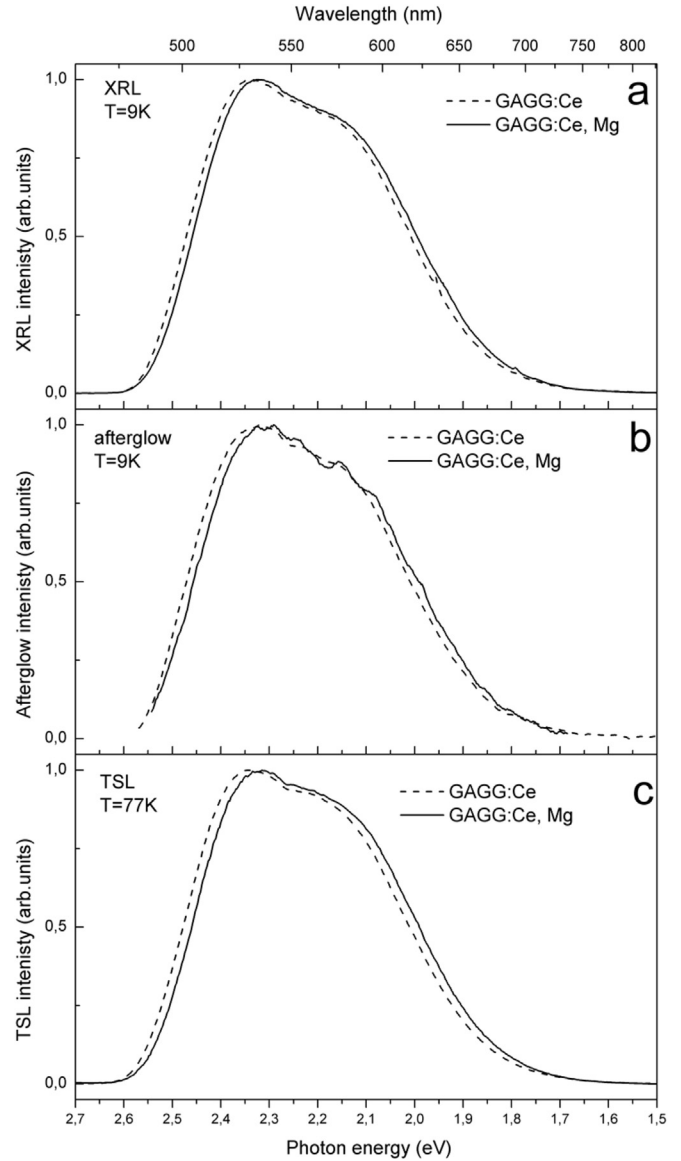 Wavelength (nm)
500 550 600 650 700 750 800
XRL
T=9K
GAGG:Ce
GAGG:Ce, Mg
a
1,0
0,5
0,0
XRL intenisty (arb.units)
afterglow
T=9K
GAGG:Ce
GAGG:Ce, Mg
b
1,0
0,5
0,0
Afterglow intenisty (arb.units)
TSL
T=77K
GAGG:Ce
GAGG:Ce, Mg
c
1,0
0,5
0,0
TSL intenisty (arb.units)
2,7 2,6 2,5 2,4 2,3 2,2 2,1 2,0 1,9 1,8 1,7 1,6 1,5
Photon energy (eV)